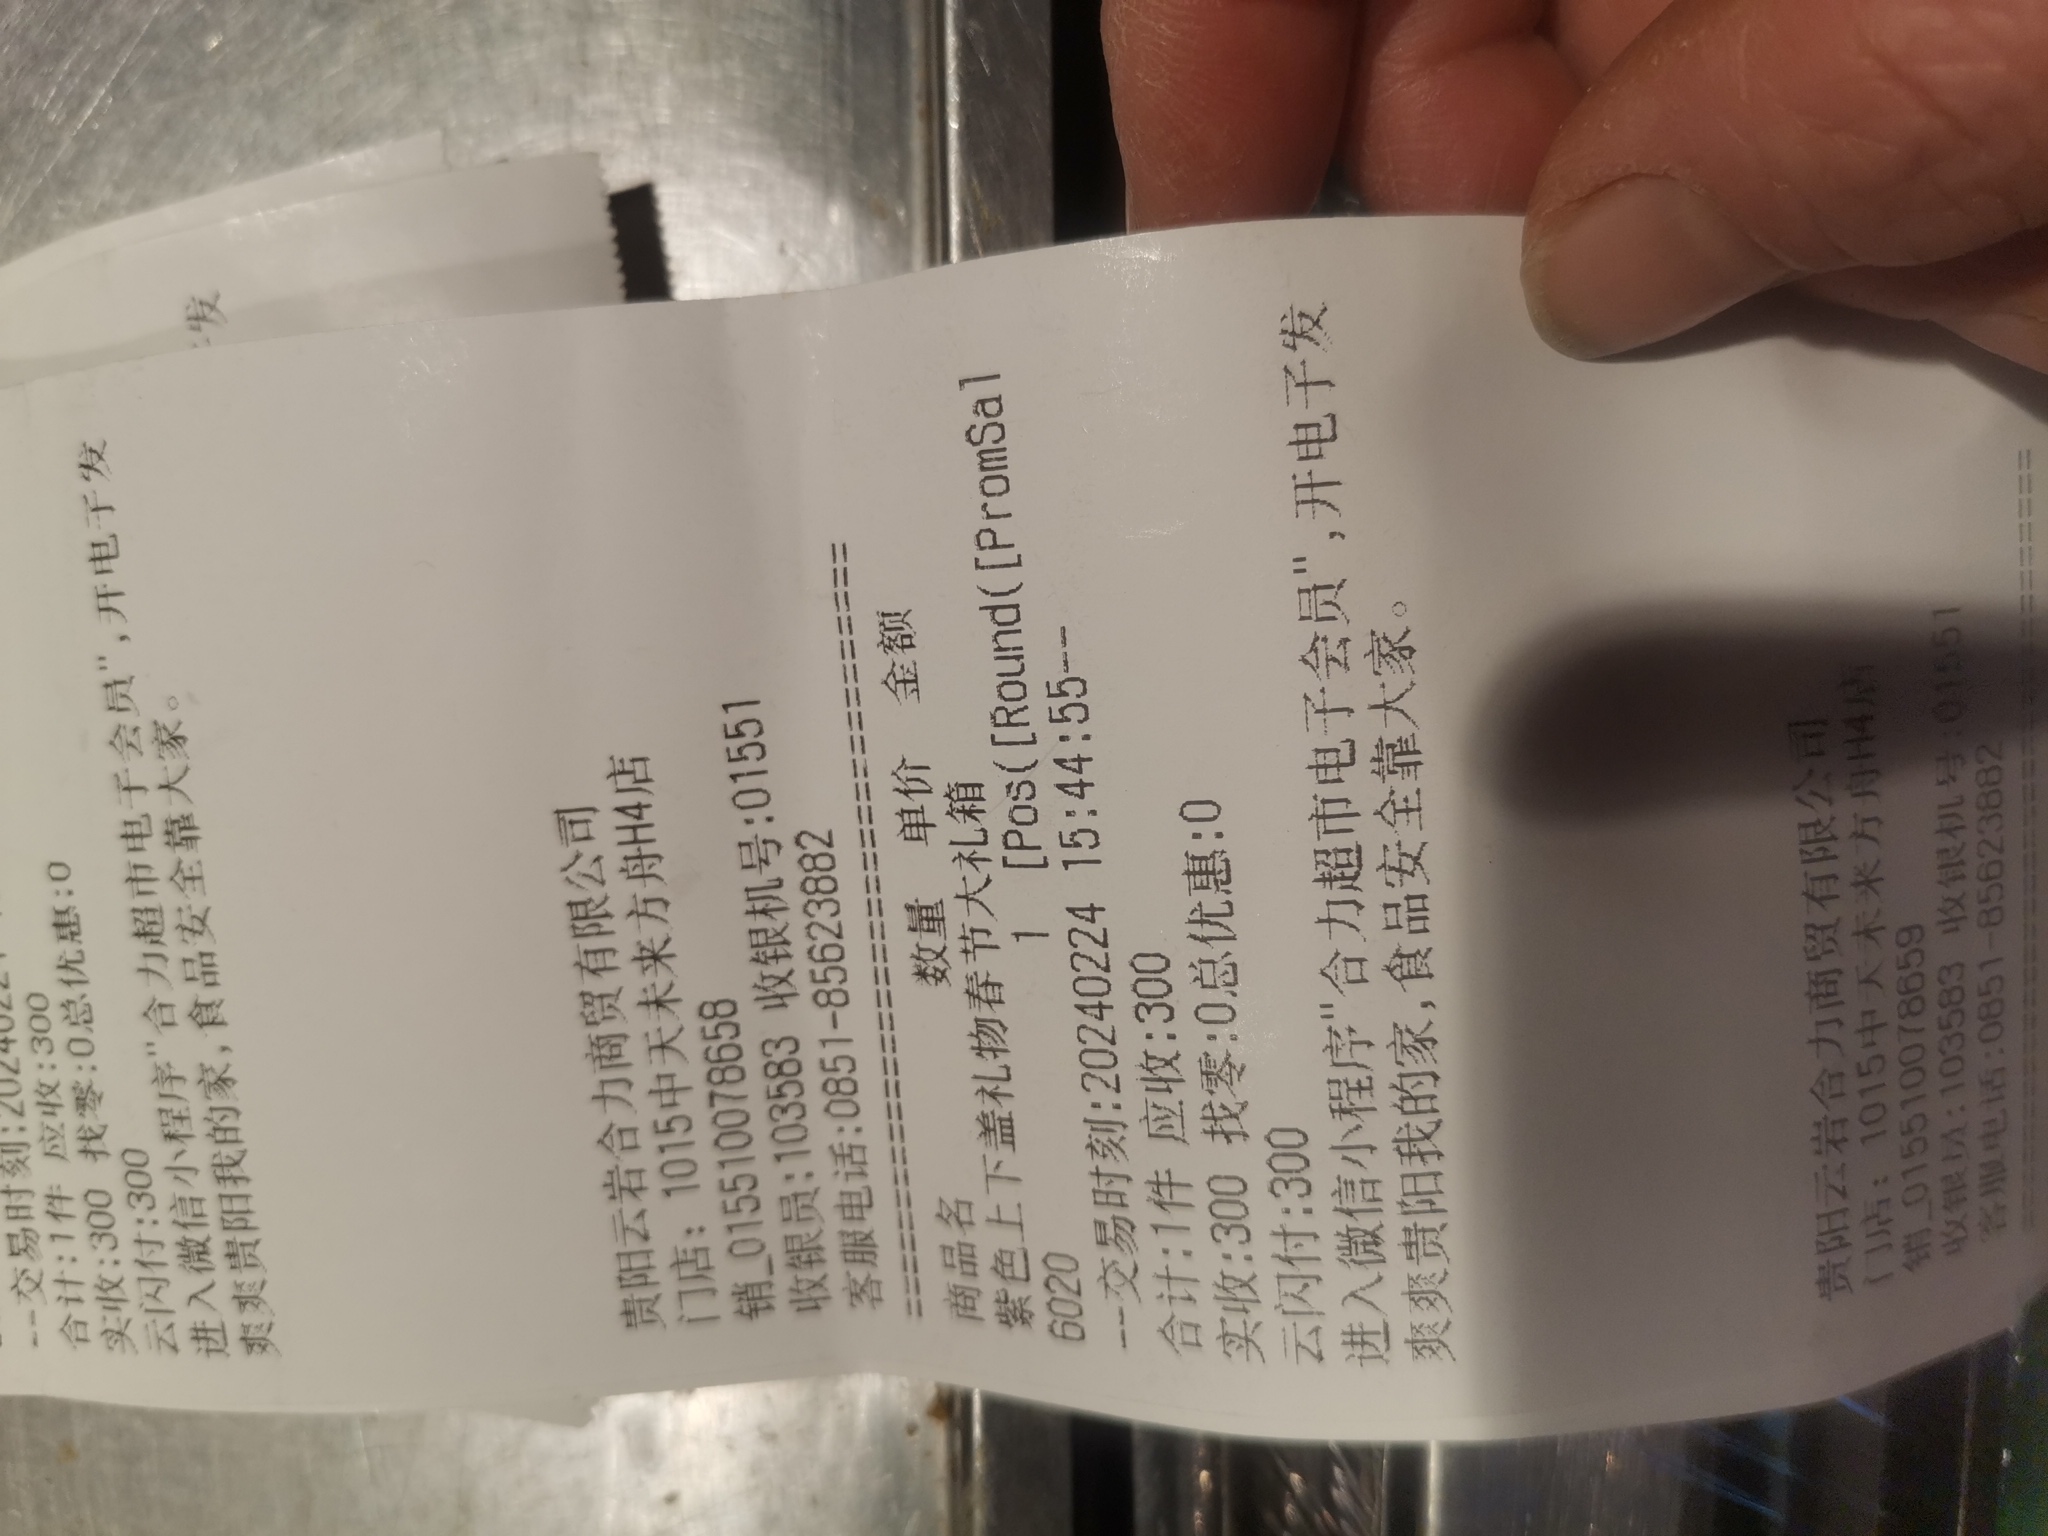 发
--交易时刻:2024022
合计:1件 应收:300
实收:300 找零:0总优惠:0
云闪付:300
进入微信小程序"合力超市电子会员",开电子发
爽爽贵阳我的家,食品安全靠大家。
贵阳云岩合力商贸有限公司
门店: 1015中天未来方舟H4店
销_015510078658
收银员:103583 收银机号:01551
客服电话:0851-85623882
================================
商品名 数量 单价 金额
紫色上下盖礼物春节大礼箱
6020 1 [Pos([Round([PromSal
--交易时刻:20240224 15:44:55--
合计:1件 应收:300
实收:300 找零:0总优惠:0
云闪付:300
进入微信小程序"合力超市电子会员",开电子发
爽爽贵阳我的家,食品安全靠大家。
贵阳云岩合力商贸有限公司
门店: 1015中天未来方舟H4店
销_015510078659
收银员:103583 收银机号:01551
客服电话:0851-85623882
================================